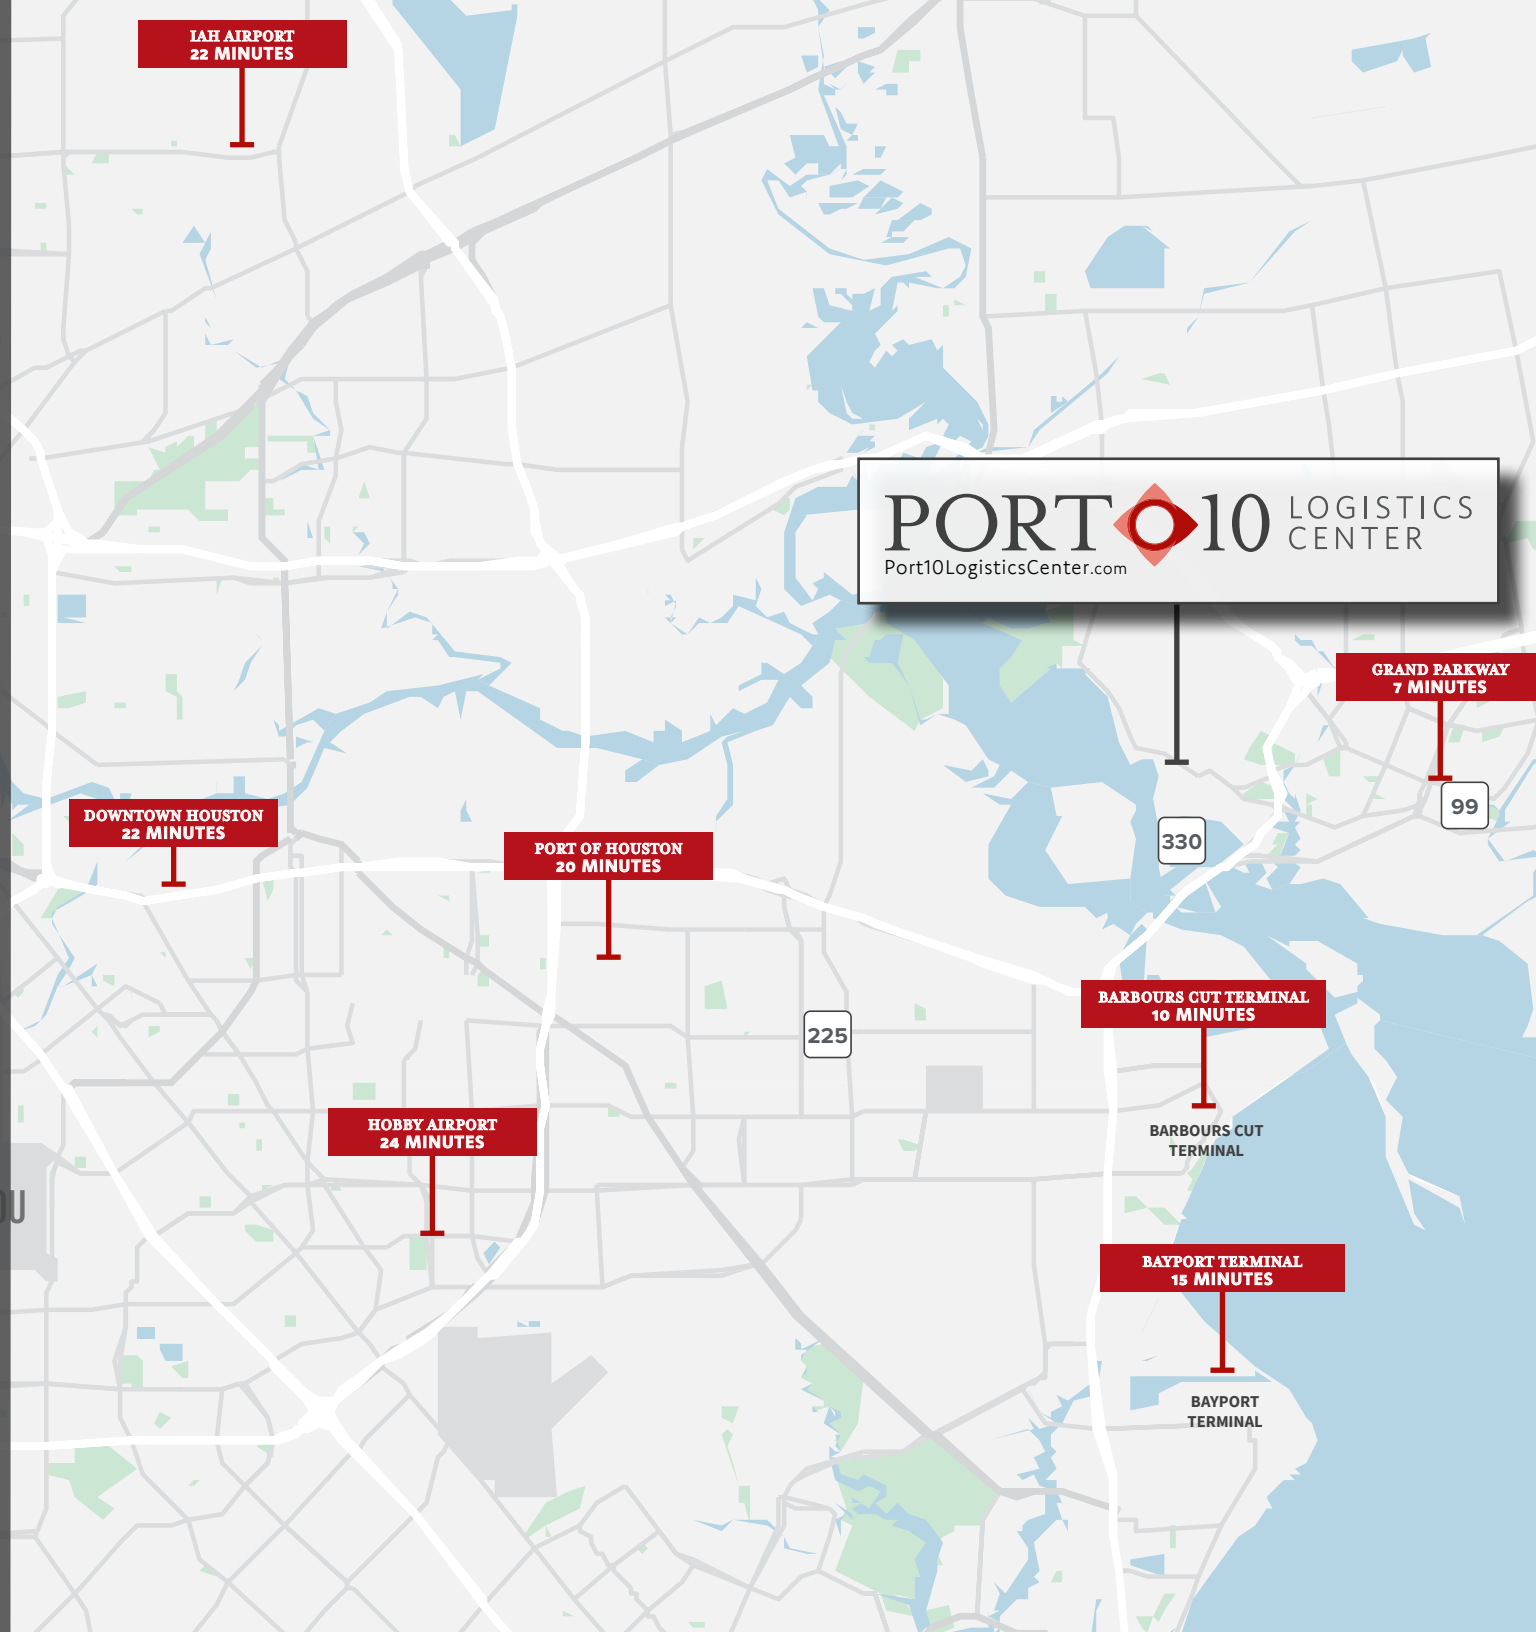 IAH AIRPORT
22 MINUTES
PORT 10 LOGISTICS
CENTER
Port10LogisticsCenter.com
GRAND PARKWAY
7 MINUTES
99
DOWNTOWN HOUSTON
22 MINUTES
330
PORT OF HOUSTON
20 MINUTES
BARBOURS CUT TERMINAL
10 MINUTES
225
HOBBY AIRPORT
24 MINUTES
BARBOURS CUT
TERMINAL
OU
BAYPORT TERMINAL
15 MINUTES
BAYPORT
TERMINAL